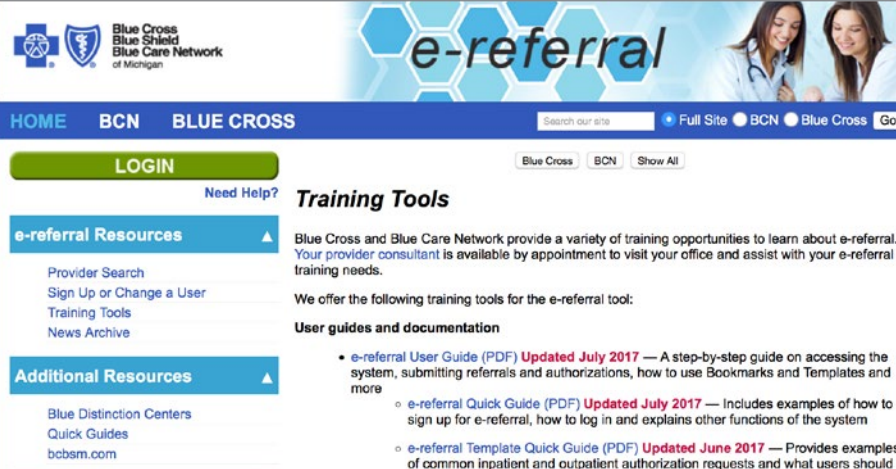 Blue Cross
Blue Shield
Blue Care Network
of Michigan
e-referral
HOME BCN BLUE CROSS
Search our site Full Site BCN Blue Cross Go
LOGIN
Need Help?
e-referral Resources
Provider Search
Sign Up or Change a User
Training Tools
News Archive
Additional Resources
Blue Distinction Centers
Quick Guides
bcbsm.com
Blue Cross BCN Show All
Training Tools
Blue Cross and Blue Care Network provide a variety of training opportunities to learn about e-referral.
Your provider consultant is available by appointment to visit your office and assist with your e-referral
training needs.
We offer the following training tools for the e-referral tool:
User guides and documentation
• e-referral User Guide (PDF) Updated July 2017 — A step-by-step guide on accessing the
system, submitting referrals and authorizations, how to use Bookmarks and Templates and
more
◦ e-referral Quick Guide (PDF) Updated July 2017 — Includes examples of how to
sign up for e-referral, how to log in and explains other functions of the system
◦ e-referral Template Quick Guide (PDF) Updated June 2017 — Provides examples
of common inpatient and outpatient authorization requests and what users should